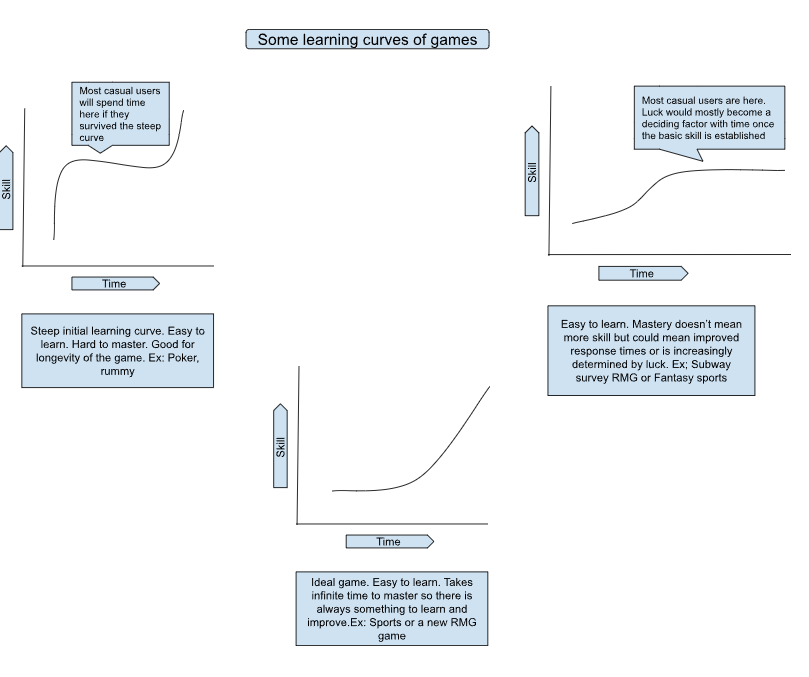 Some learning curves of games
Most casual users
will spend time
here if they
survived the steep
curve
Skill
Time
Steep initial learning curve. Easy to
learn. Hard to master. Good for
longevity of the game. Ex: Poker,
rummy
Most casual users are here.
Luck would mostly become a
deciding factor with time once
the basic skill is established
Skill
Time
Easy to learn. Mastery doesn't mean
more skill but could mean improved
response times or is increasingly
determined by luck. Ex; Subway
survey RMG or Fantasy sports
Skill
Time
Ideal game. Easy to learn. Takes
infinite time to master so there is
always something to learn and
improve.Ex: Sports or a new RMG
game